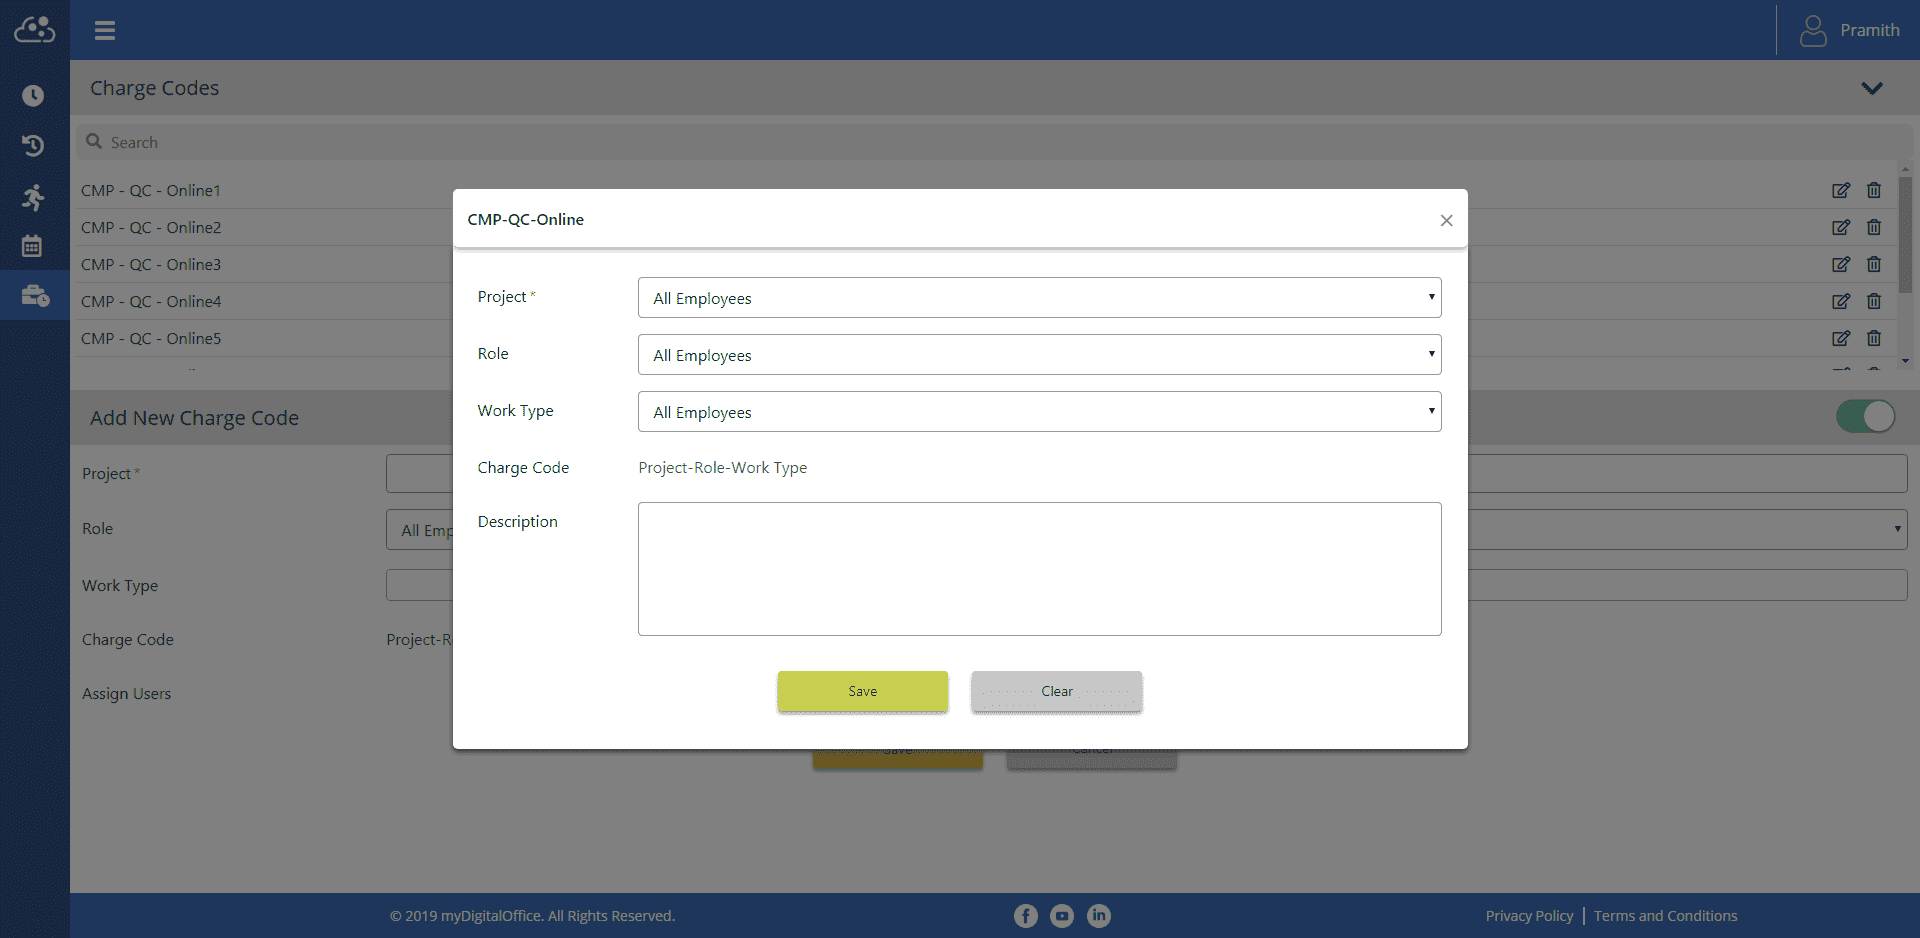 Pramith
Charge Codes
Search
CMP - QC - Online1
CMP - QC - Online2
CMP - QC - Online3
CMP - QC - Online4
CMP - QC - Online5
CMP-QC-Online
Project* All Employees
Role All Employees
Work Type All Employees
Charge Code Project-Role-Work Type
Description
Save Clear
Add New Charge Code
Project*
Role All Emp
Work Type
Charge Code Project-R
Assign Users
Save Cancel
© 2019 myDigitalOffice. All Rights Reserved.
Privacy Policy | Terms and Conditions